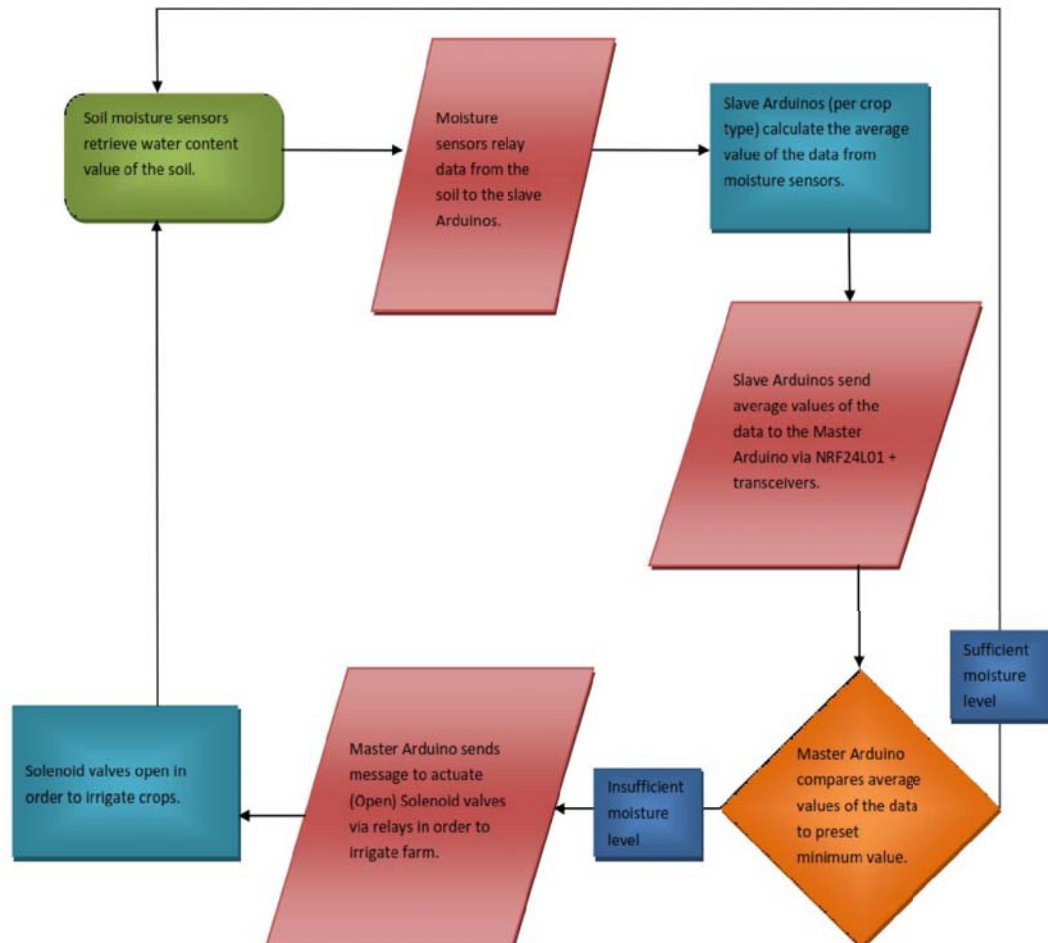 Soil moisture sensors
retrieve water content
value of the soil.
Moisture
sensors relay
data from the
soil to the slave
Arduinos.
Slave Arduinos (per crop
type) calculate the average
value of the data from
moisture sensors.
Slave Arduinos send
average values of the
data to the Master
Arduino via NRF24L01 +
transceivers.
Sufficient
moisture
level
Master Arduino
compares average
values of the data
to preset
minimum value.
Insufficient
moisture
level
Master Arduino sends
message to actuate
(Open) Solenoid valves
via relays in order to
irrigate farm.
Solenoid valves open in
order to irrigate crops.